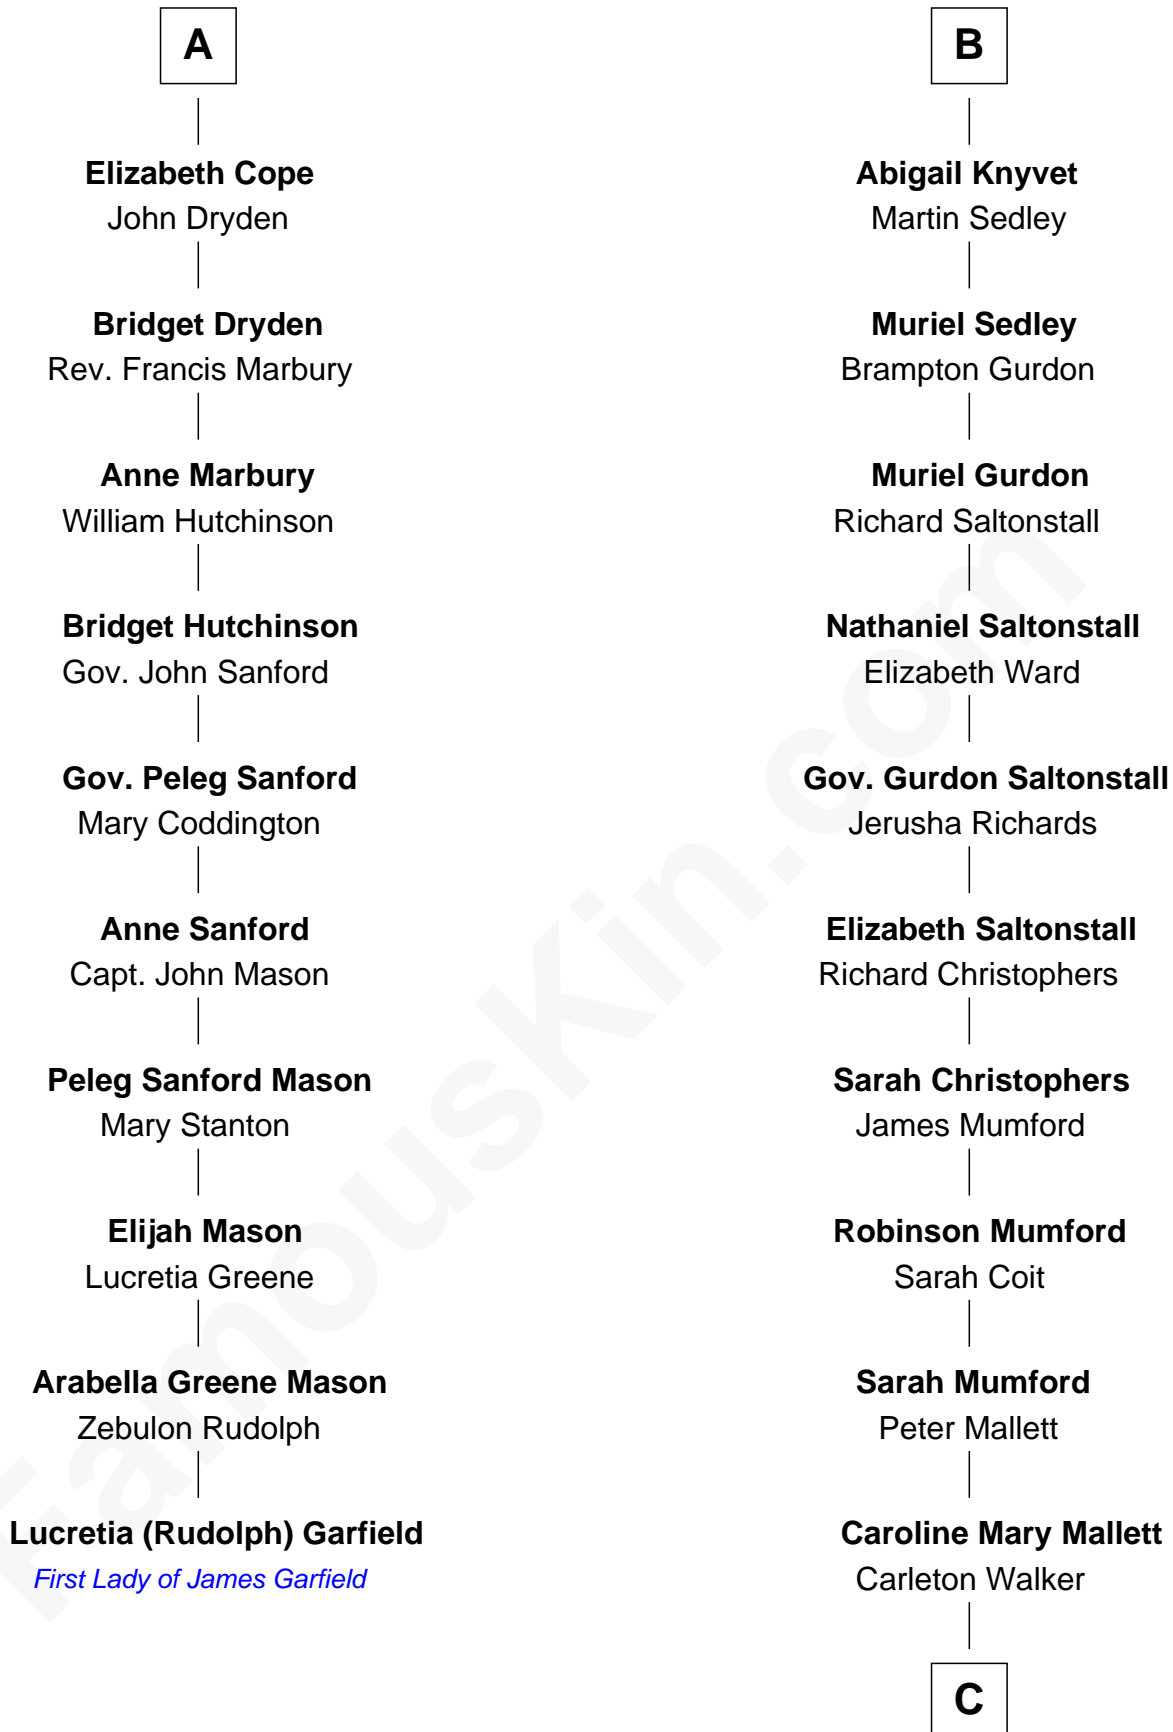 A
Elizabeth Cope
John Dryden
Bridget Dryden
Rev. Francis Marbury
Anne Marbury
William Hutchinson
Bridget Hutchinson
Gov. John Sanford
Gov. Peleg Sanford
Mary Coddington
Anne Sanford
Capt. John Mason
Peleg Sanford Mason
Mary Stanton
Elijah Mason
Lucretia Greene
Arabella Greene Mason
Zebulon Rudolph
Lucretia (Rudolph) Garfield
First Lady of James Garfield
B
Abigail Knyvet
Martin Sedley
Muriel Sedley
Brampton Gurdon
Muriel Gurdon
Richard Saltonstall
Nathaniel Saltonstall
Elizabeth Ward
Gov. Gurdon Saltonstall
Jerusha Richards
Elizabeth Saltonstall
Richard Christophers
Sarah Christophers
James Mumford
Robinson Mumford
Sarah Coit
Sarah Mumford
Peter Mallett
Caroline Mary Mallett
Carleton Walker
C
FamousKin.com